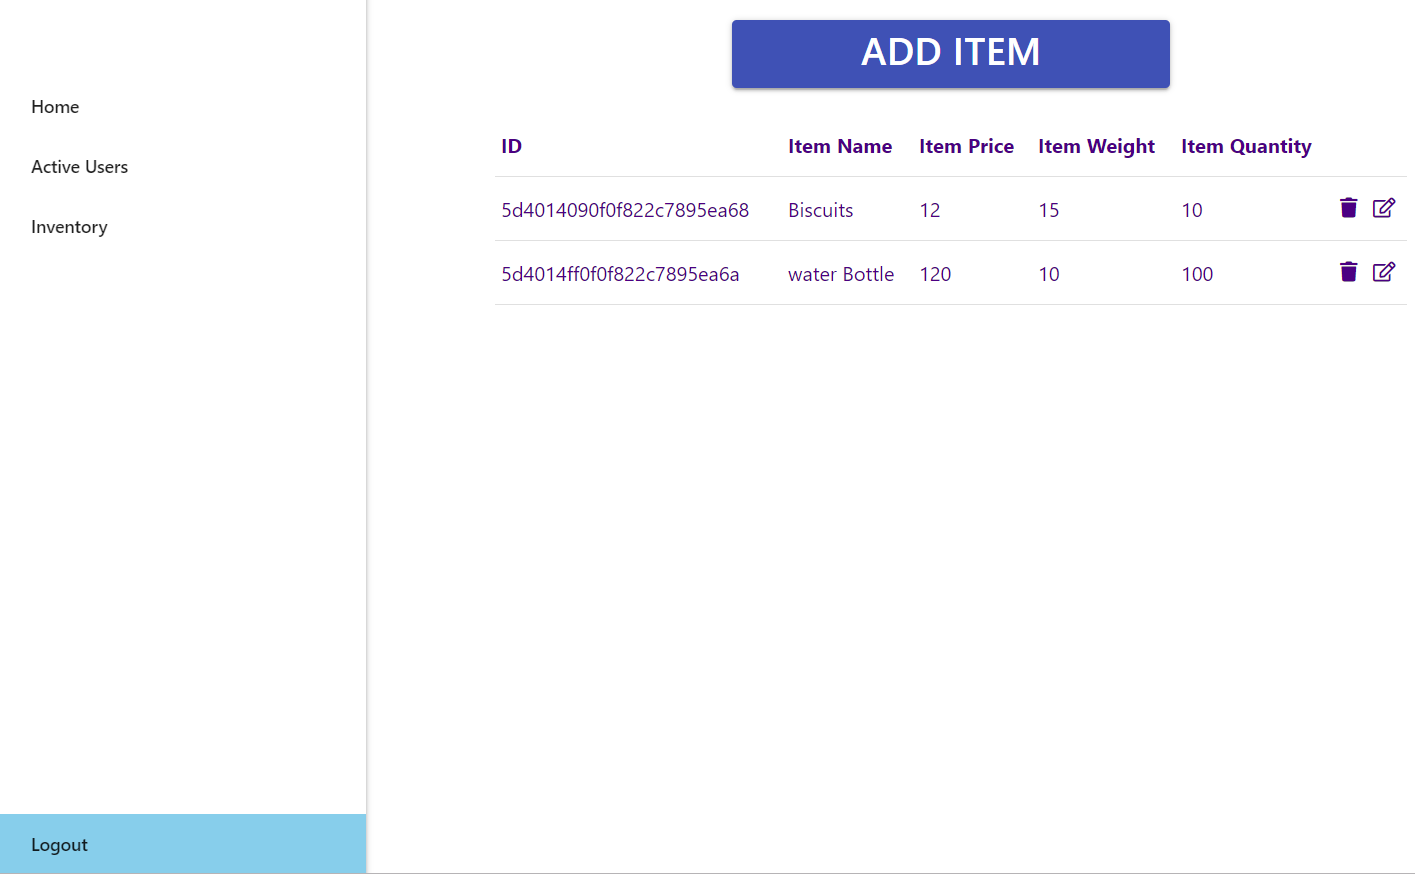 ADD ITEM
Home
Active Users
Inventory
Logout
ID Item Name Item Price Item Weight Item Quantity
5d4014090f0f822c7895ea68 Biscuits 12 15 10
5d4014ff0f0f822c7895ea6a water Bottle 120 10 100